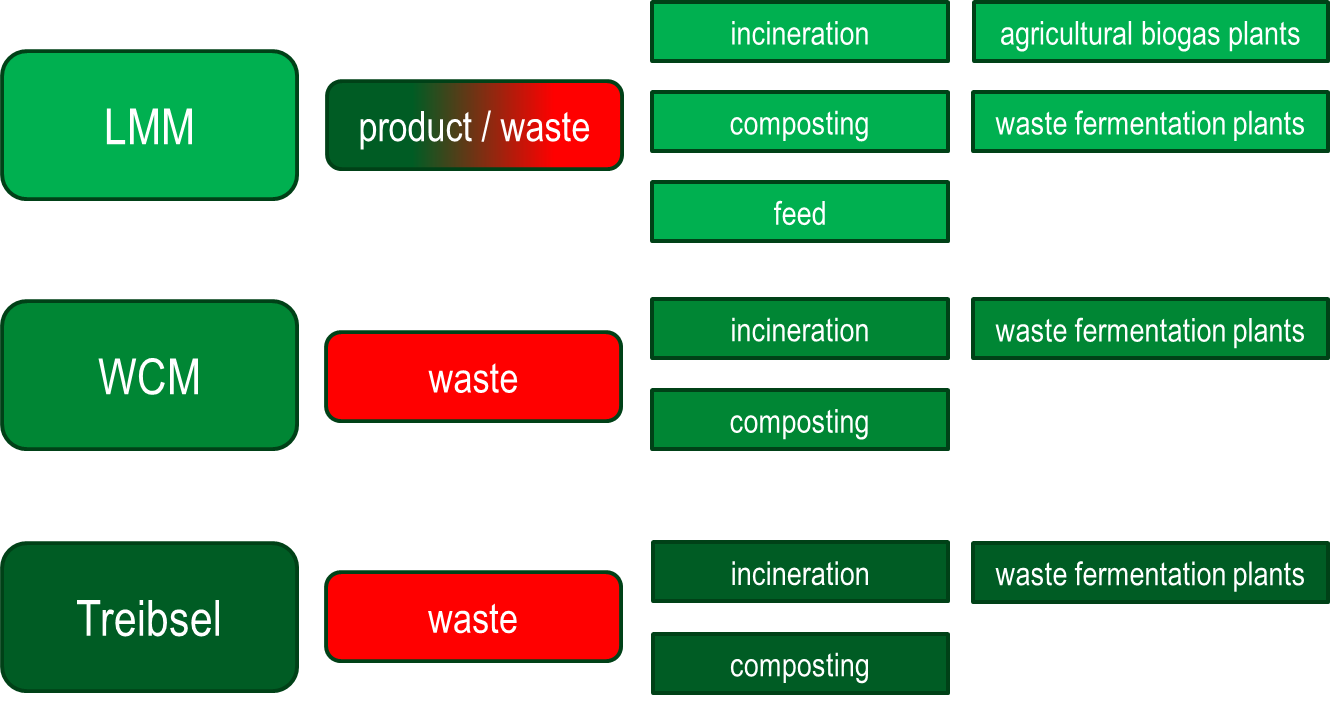 LMM
product / waste
incineration
agricultural biogas plants
composting
waste fermentation plants
feed
WCM
waste
incineration
waste fermentation plants
composting
Treibsel
waste
incineration
waste fermentation plants
composting